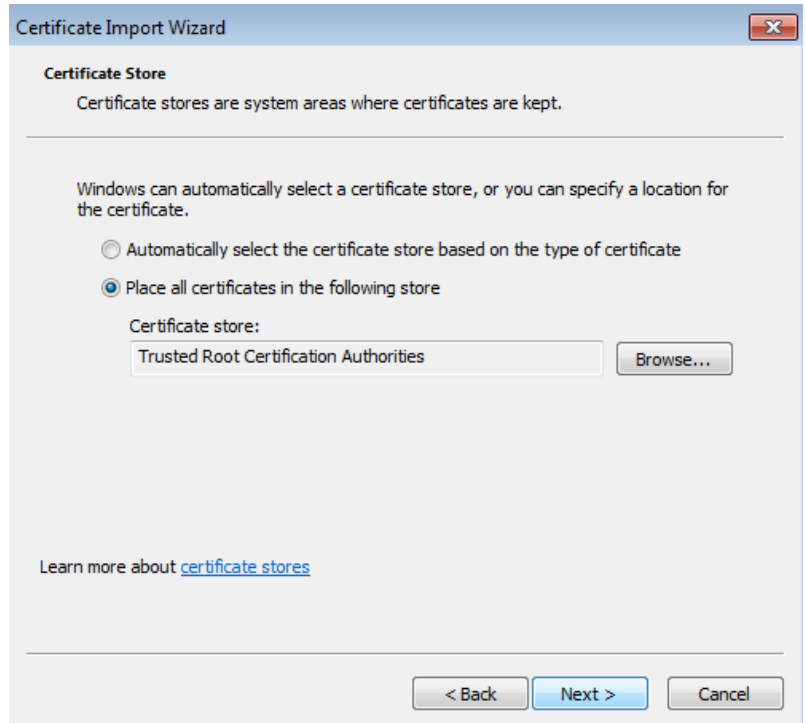 Certificate Import Wizard
Certificate Store
Certificate stores are system areas where certificates are kept.
Windows can automatically select a certificate store, or you can specify a location for
the certificate.
Automatically select the certificate store based on the type of certificate
Place all certificates in the following store
Certificate store:
Trusted Root Certification Authorities
Browse...
Learn more about certificate stores
< Back Next > Cancel